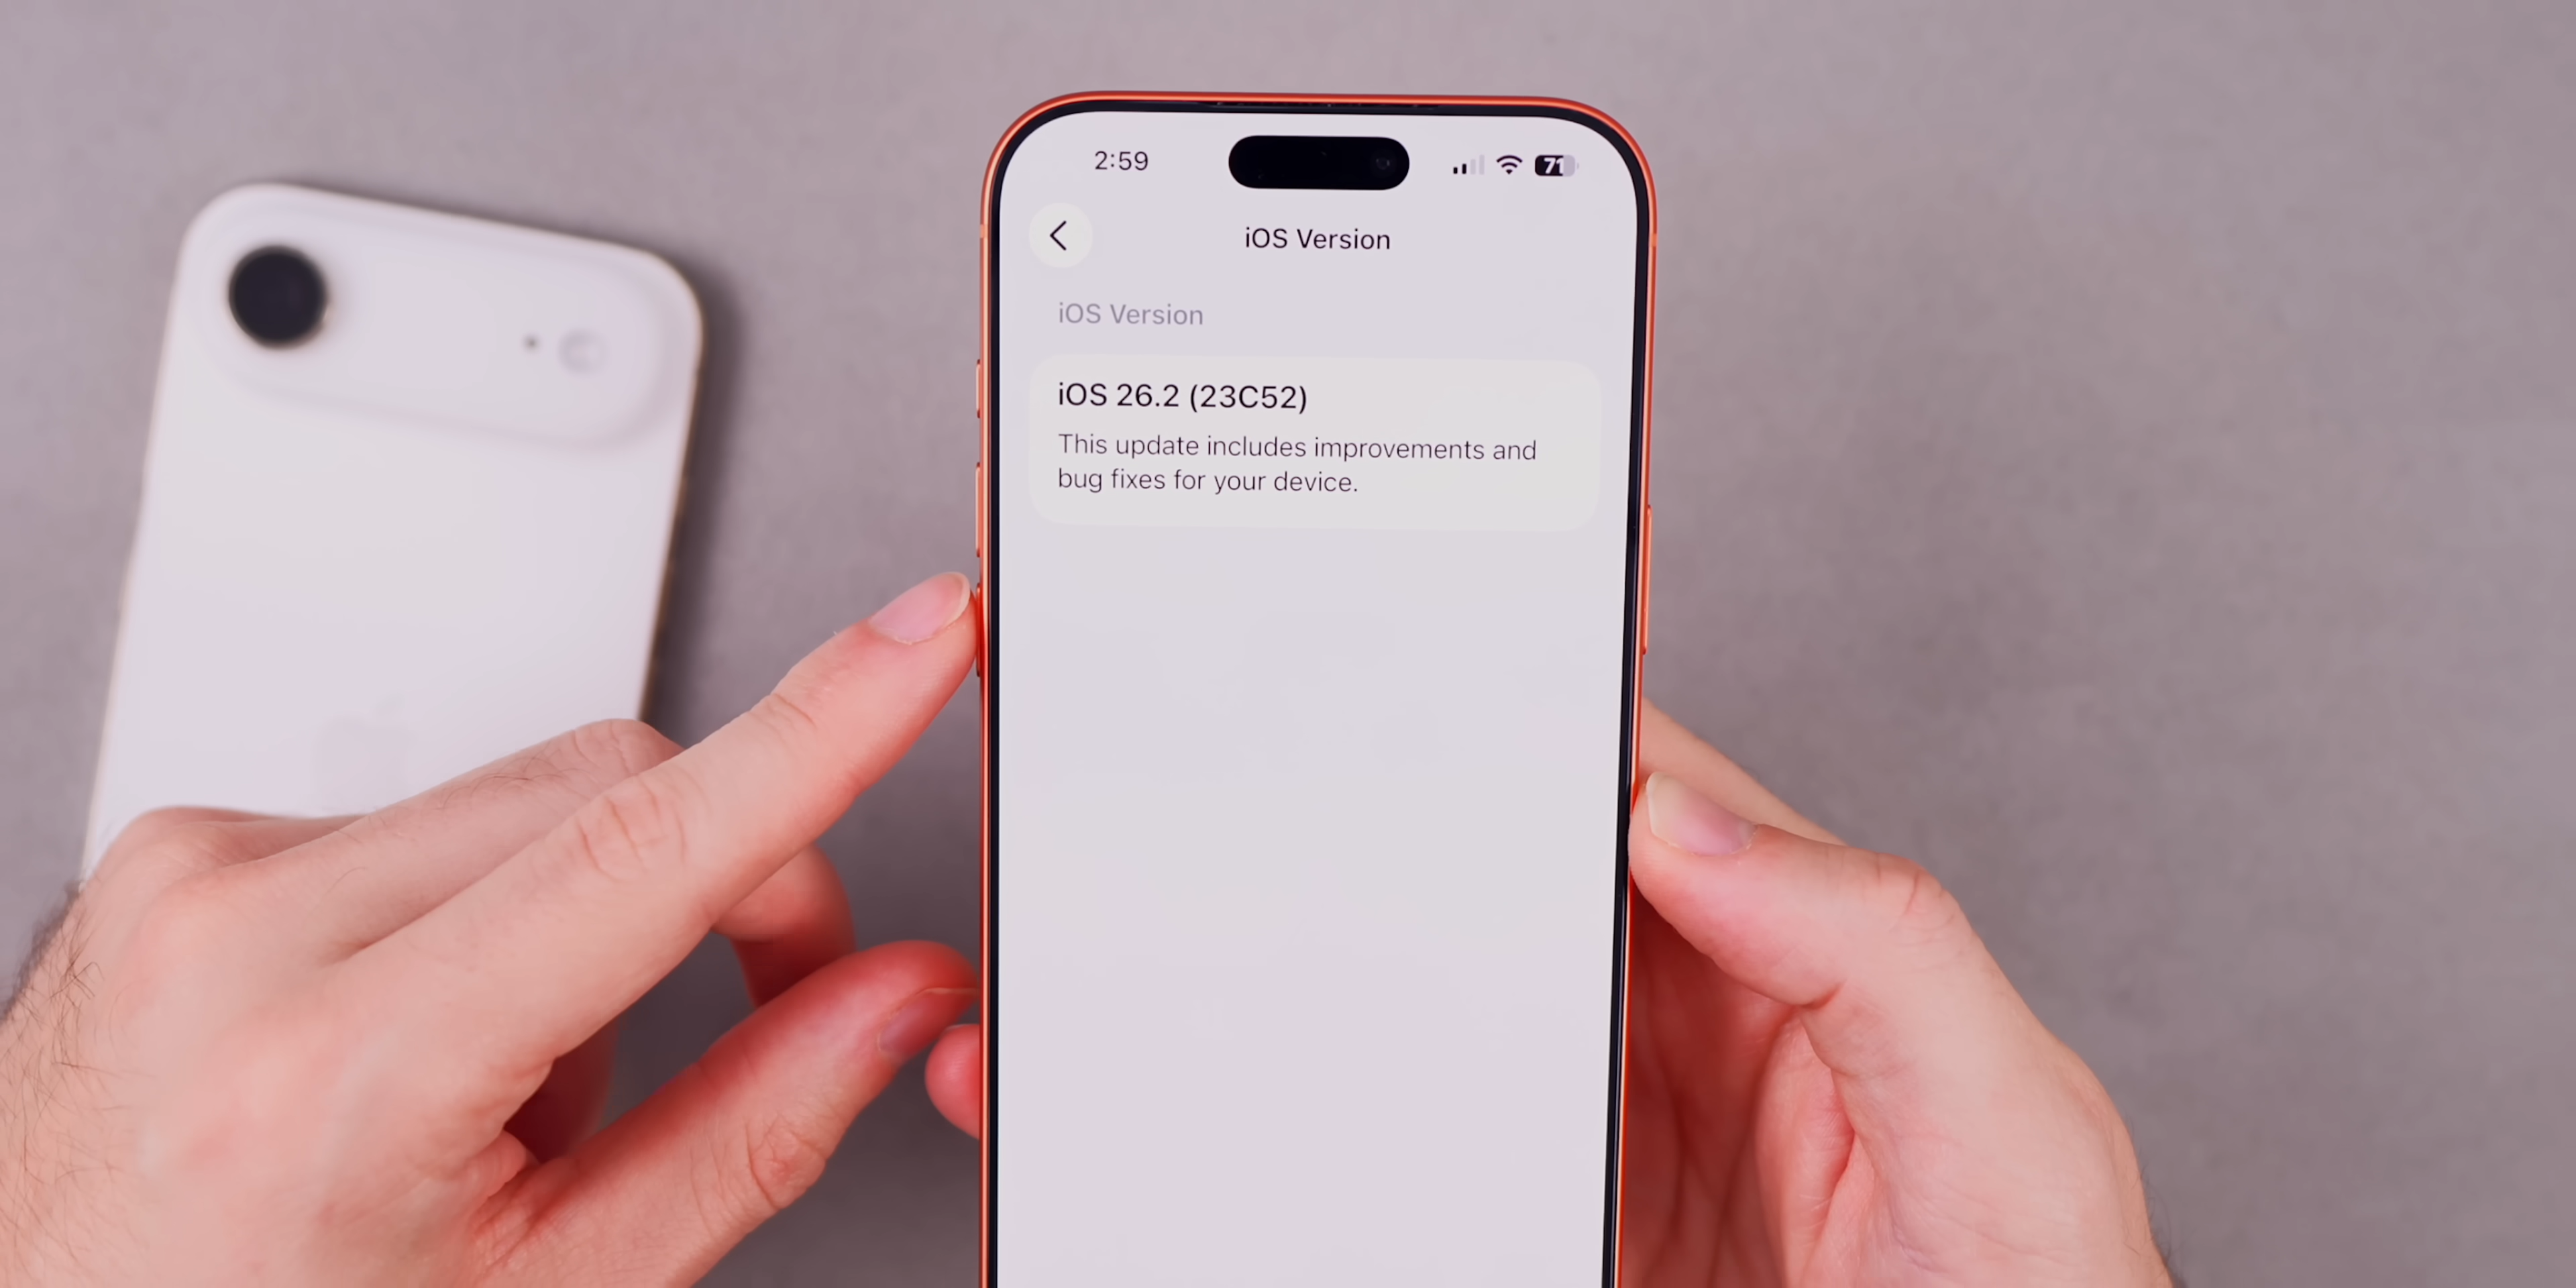 2:59
71
iOS Version
iOS Version
iOS 26.2 (23C52)
This update includes improvements and
bug fixes for your device.